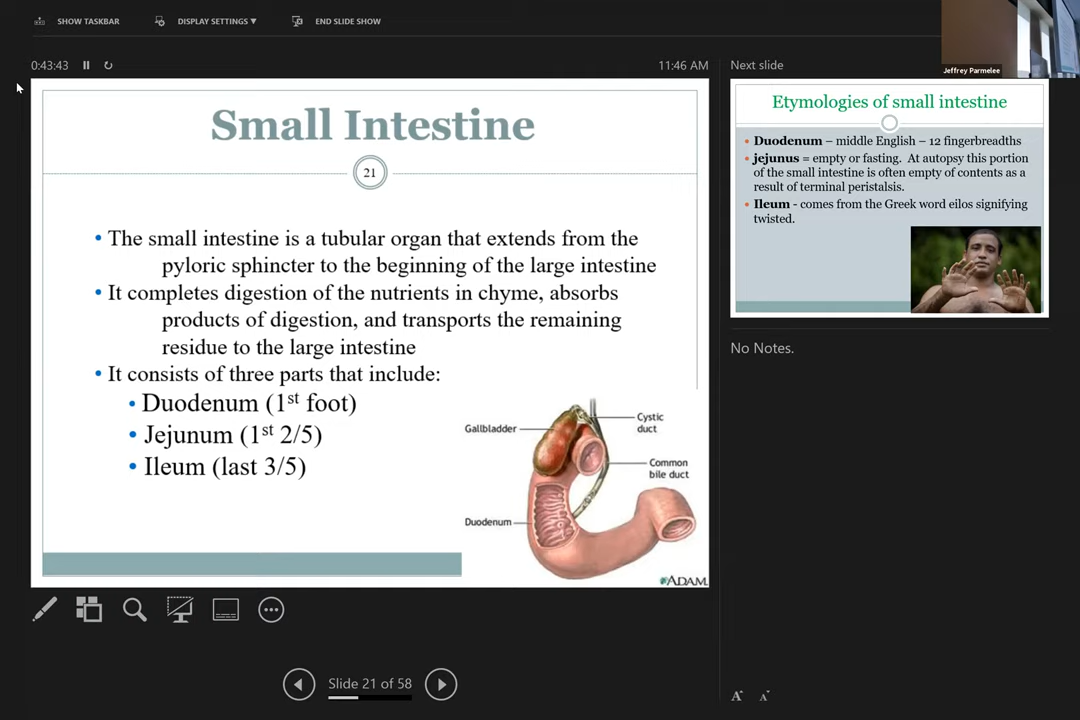 SHOW TASKBAR
DISPLAY SETTINGS ▼
END SLIDE SHOW
Jeffrey Parmelee
0:43:43
11:46 AM
Next slide
Small Intestine
21
• The small intestine is a tubular organ that extends from the
pyloric sphincter to the beginning of the large intestine
• It completes digestion of the nutrients in chyme, absorbs
products of digestion, and transports the remaining
residue to the large intestine
• It consists of three parts that include:
• Duodenum (1st foot)
• Jejunum (1st 2/5)
• Ileum (last 3/5)
Gallbladder
Cystic
duct
Common
bile duct
Duodenum
ADAM.
Etymologies of small intestine
• Duodenum – middle English – 12 fingerbreadths
• jejunus = empty or fasting. At autopsy this portion
of the small intestine is often empty of contents as a
result of terminal peristalsis.
• Ileum - comes from the Greek word eilos signifying
twisted.
No Notes.
Slide 21 of 58
A A